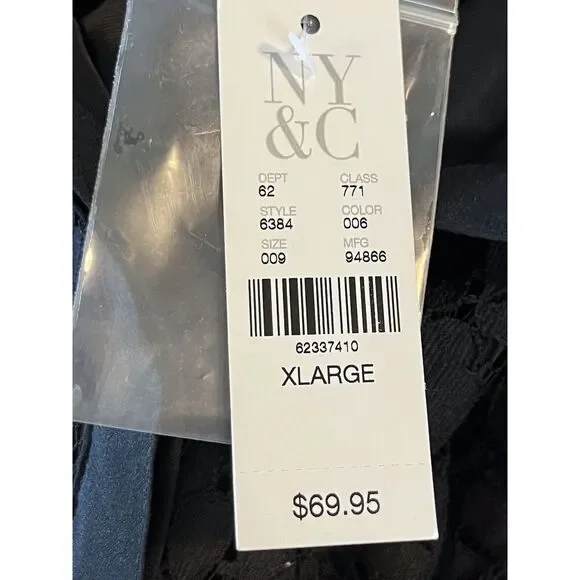 NY
&C
DEPT CLASS
62 771
STYLE COLOR
6384 006
SIZE MFG
009 94866
62337410
XLARGE
$69.95